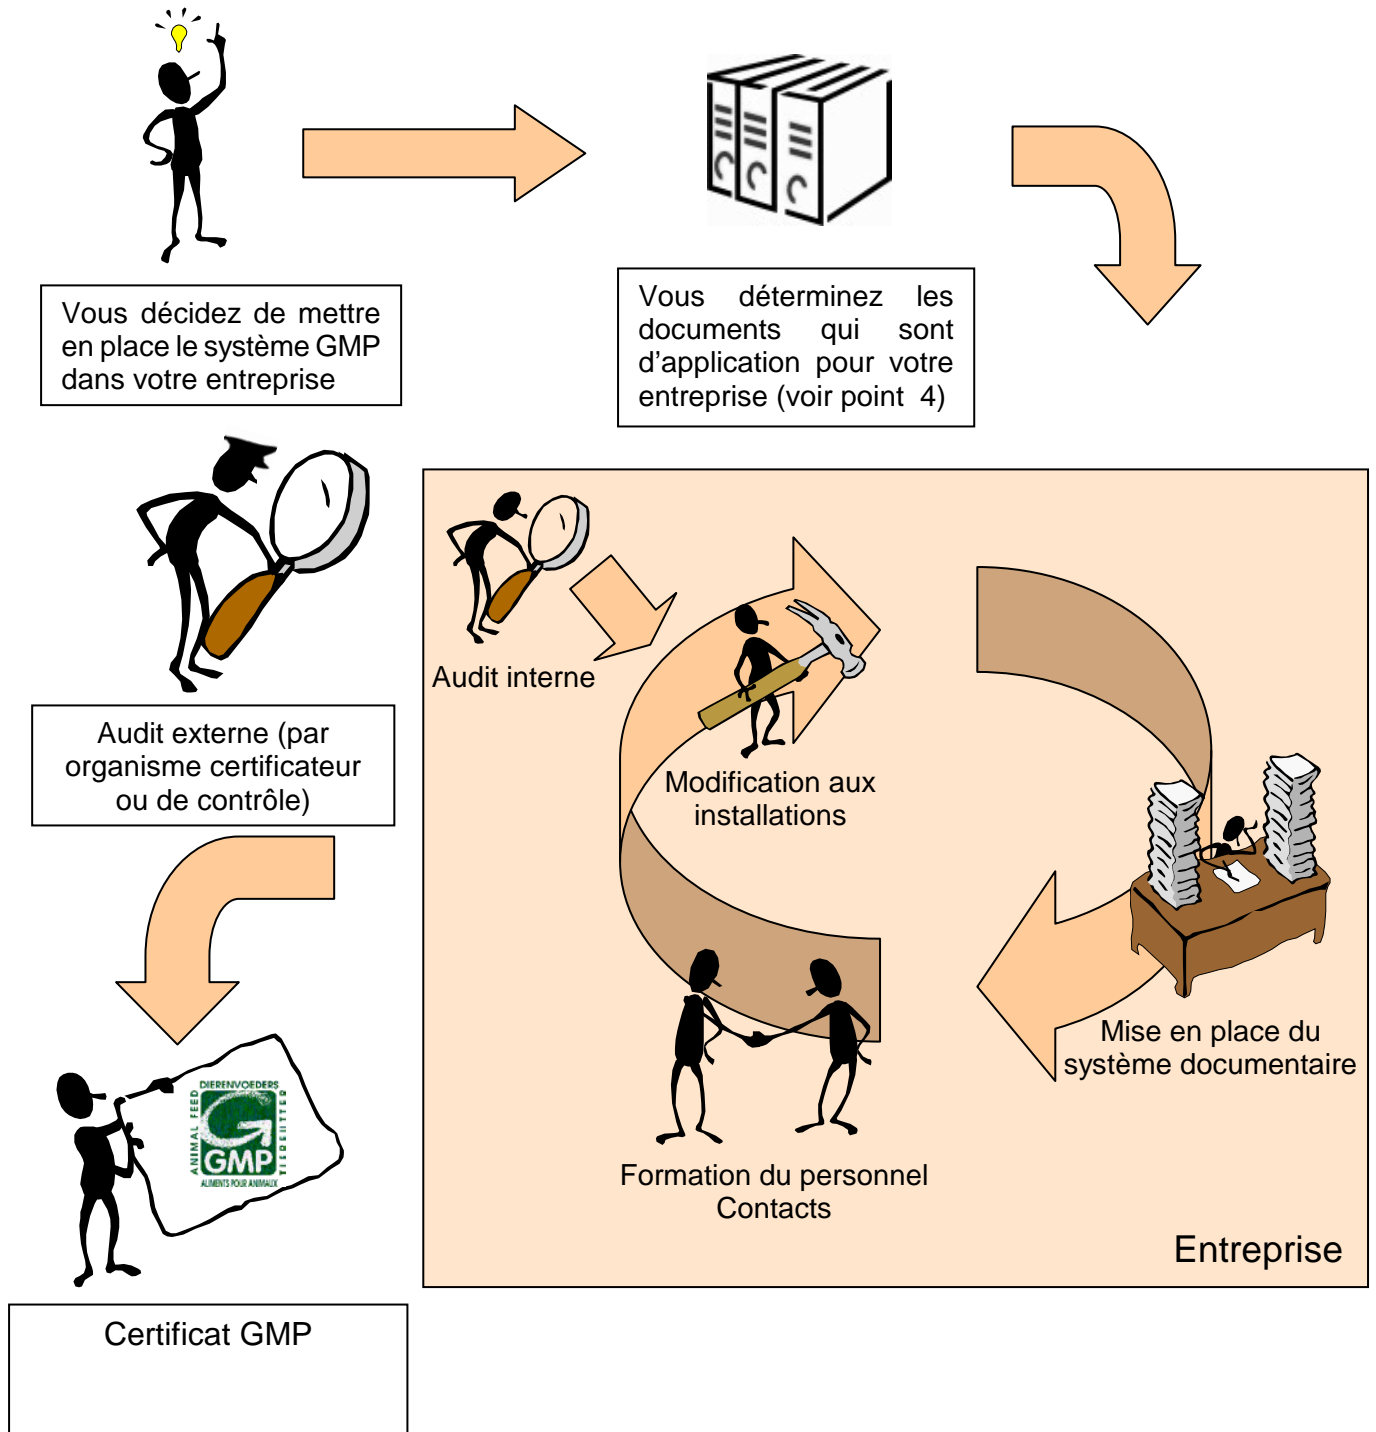 Vous décidez de mettre
en place le système GMP
dans votre entreprise
Vous déterminez les
documents qui sont
d'application pour votre
entreprise (voir point 4)
Audit interne
Audit externe (par
organisme certificateur
ou de contrôle)
Modification aux
installations
Mise en place du
système documentaire
Formation du personnel
Contacts
Entreprise
DIERENVOEDERS
ANIMAL FEED
TIERFUTTER
GMP
ALIMENTS POUR ANIMAUX
Certificat GMP